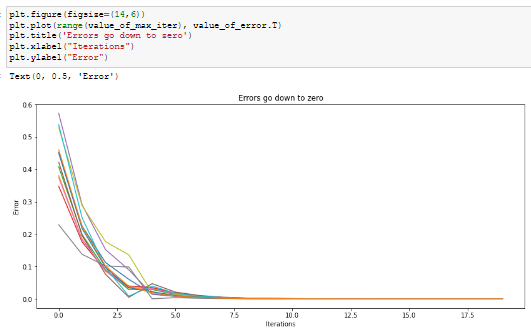 plt.figure(figsize=(14,6))
plt.plot(range(value_of_max_iter), value_of_error.T)
plt.title('Errors go down to zero')
plt.xlabel("Iterations")
plt.ylabel("Error")
Text(0, 0.5, 'Error')
Errors go down to zero
0.6
0.5
0.4
0.3
0.2
0.1
0.0
Error
0.0 2.5 5.0 7.5 10.0 12.5 15.0 17.5
Iterations